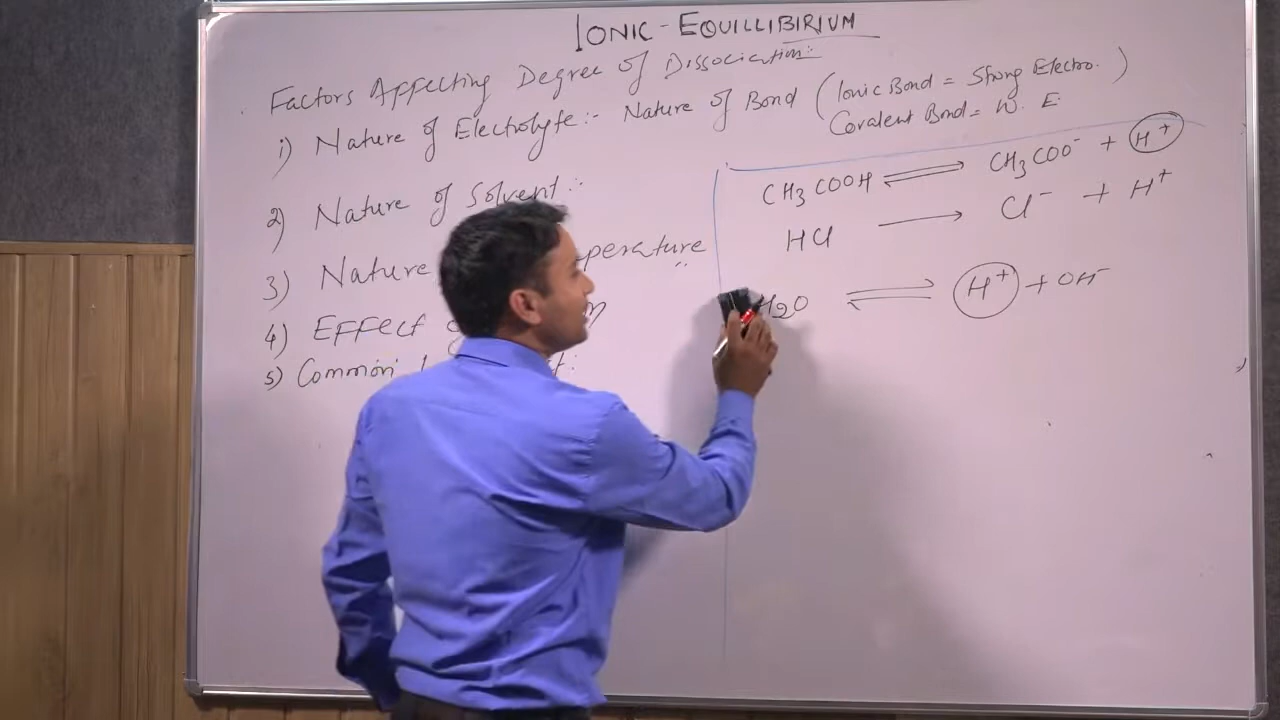 IONIC-EQUILLIBIRIUM
Factors Affecting Degree of Dissociation:-
1) Nature of Electrolyte:- Nature of Bond (Ionic Bond = Strong Electro.)
Covalent Bond = W. E.
2) Nature of Solvent:-
3) Nature perature
4) Effect
5) Common
CH3COOH ⇌ CH3COO- + H+
HCl → Cl- + H+
H2O ⇌ H+ + OH-